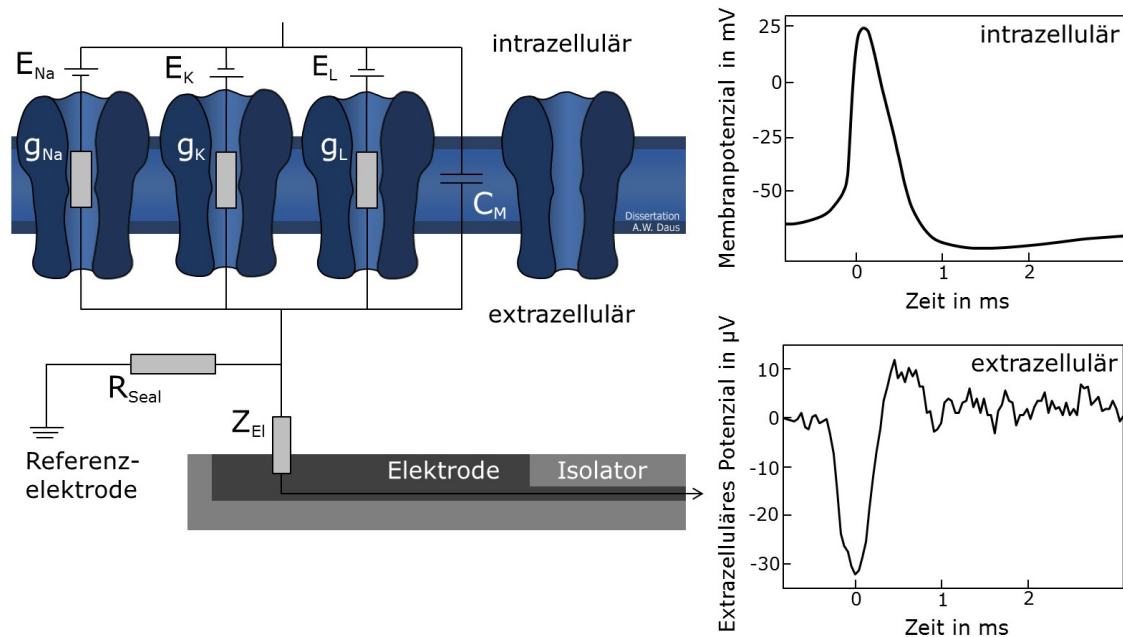 intrazellulär
E_Na
E_K
E_L
g_Na
g_K
g_L
C_M
Dissertation
A.W. Daus
extrazellulär
R_Seal
Z_El
Referenz-
elektrode
Elektrode
Isolator
Membranpotenzial in mV
25
0
-25
-50
intrazellulär
0
1
2
Zeit in ms
Extrazelluläres Potenzial in µV
10
0
-10
-20
-30
extrazellulär
0
1
2
Zeit in ms